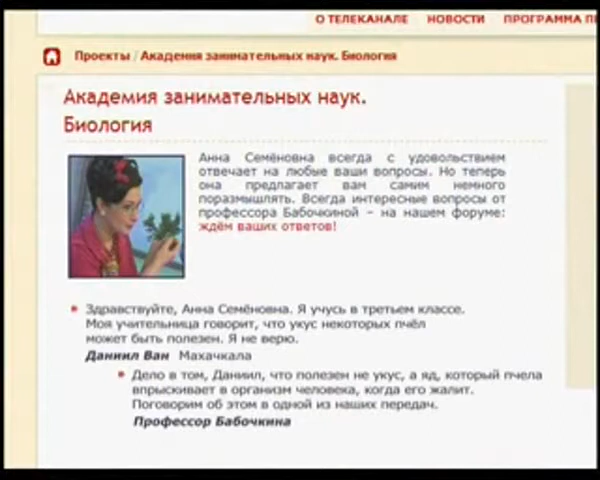 О ТЕЛЕКАНАЛЕ НОВОСТИ ПРОГРАММА
Проекты / Академия занимательных наук. Биология
Академия занимательных наук.
Биология
Анна Семёновна всегда с удовольствием
отвечает на любые ваши вопросы. Но теперь
она предлагает вам самим немного
поразмышлять. Всегда интересные вопросы от
профессора Бабочкиной – на нашем форуме:
ждём ваших ответов!
Здравствуйте, Анна Семёновна. Я учусь в третьем классе.
Моя учительница говорит, что укус некоторых пчёл
может быть полезен. Я не верю.
Даниил Ван Махачкала
Дело в том, Даниил, что полезен не укус, а яд, который пчела
впрыскивает в организм человека, когда его жалит.
Поговорим об этом в одной из наших передач.
Профессор Бабочкина